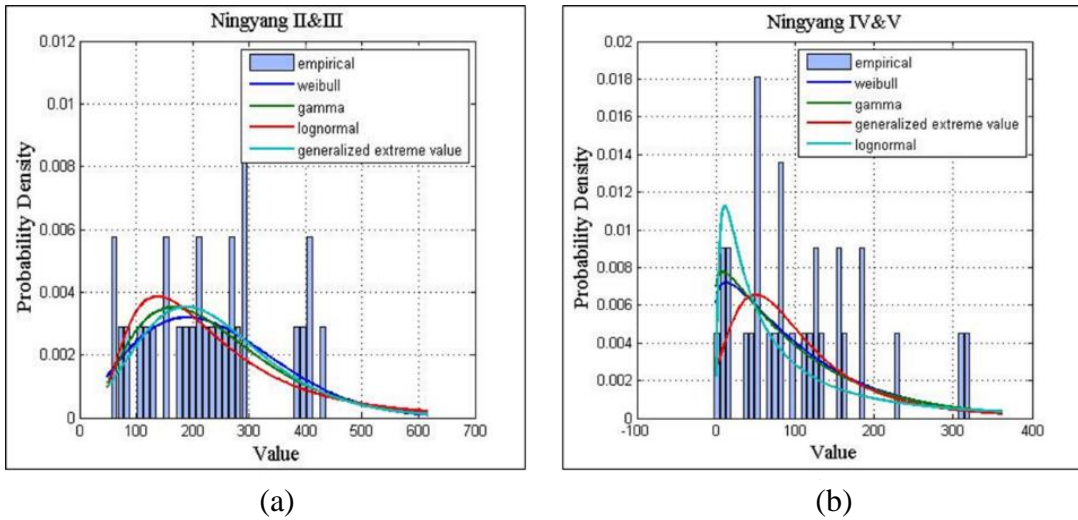 Ningyang II&III
0.012
0.01
0.008
0.006
0.004
0.002
0
Probability Density
empirical
weibull
gamma
lognormal
generalized extreme value
0 100 200 300 400 500 600 700
Value
(a)
Ningyang IV&V
0.02
0.018
0.016
0.014
0.012
0.01
0.008
0.006
0.004
0.002
0
Probability Density
empirical
weibull
gamma
generalized extreme value
lognormal
-100 0 100 200 300 400
Value
(b)